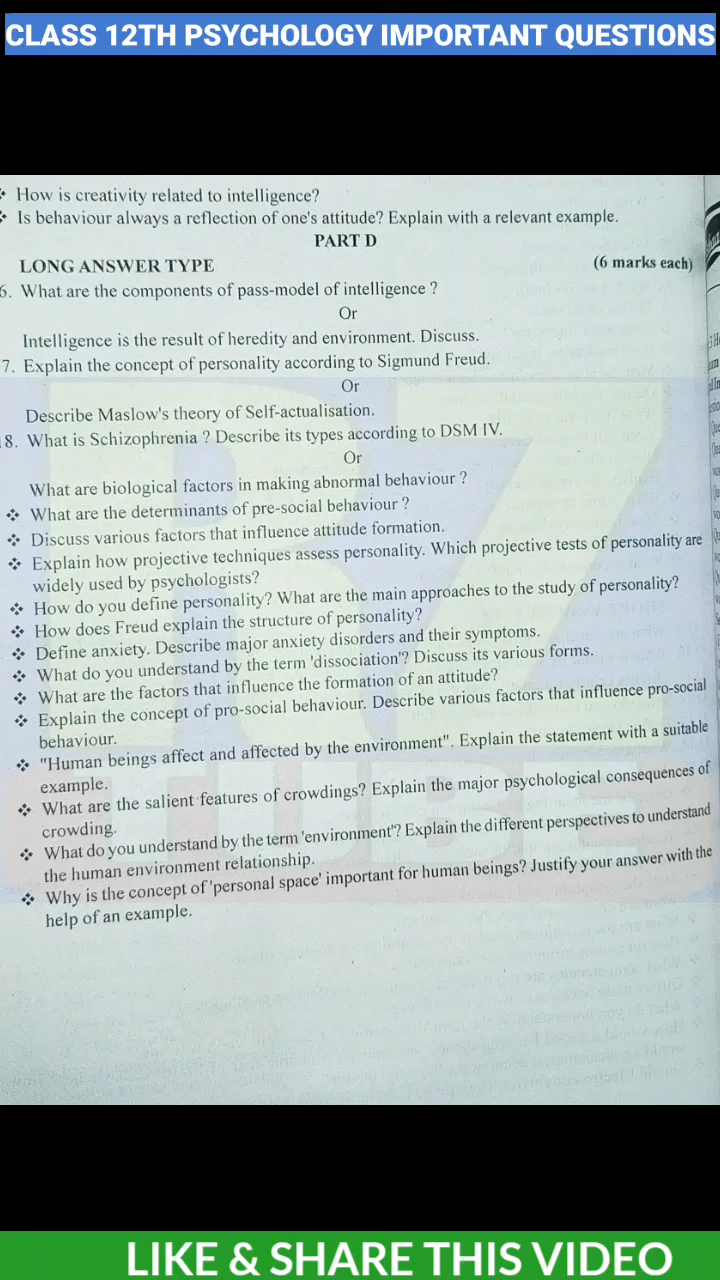 CLASS 12TH PSYCHOLOGY IMPORTANT QUESTIONS
How is creativity related to intelligence?
Is behaviour always a reflection of one's attitude? Explain with a relevant example.
PART D
LONG ANSWER TYPE (6 marks each)
6. What are the components of pass-model of intelligence ?
Or
Intelligence is the result of heredity and environment. Discuss.
7. Explain the concept of personality according to Sigmund Freud.
Or
Describe Maslow's theory of Self-actualisation.
18. What is Schizophrenia ? Describe its types according to DSM IV.
Or
What are biological factors in making abnormal behaviour ?
❖ What are the determinants of pre-social behaviour ?
❖ Discuss various factors that influence attitude formation.
❖ Explain how projective techniques assess personality. Which projective tests of personality are
widely used by psychologists?
❖ How do you define personality? What are the main approaches to the study of personality?
❖ How does Freud explain the structure of personality?
❖ Define anxiety. Describe major anxiety disorders and their symptoms.
❖ What do you understand by the term 'dissociation'? Discuss its various forms.
❖ What are the factors that influence the formation of an attitude?
❖ Explain the concept of pro-social behaviour. Describe various factors that influence pro-social
behaviour.
❖ "Human beings affect and affected by the environment". Explain the statement with a suitable
example.
❖ What are the salient features of crowdings? Explain the major psychological consequences of
crowding.
❖ What do you understand by the term 'environment'? Explain the different perspectives to understand
the human environment relationship.
❖ Why is the concept of 'personal space' important for human beings? Justify your answer with the
help of an example.
RZ
TUBE
LIKE & SHARE THIS VIDEO